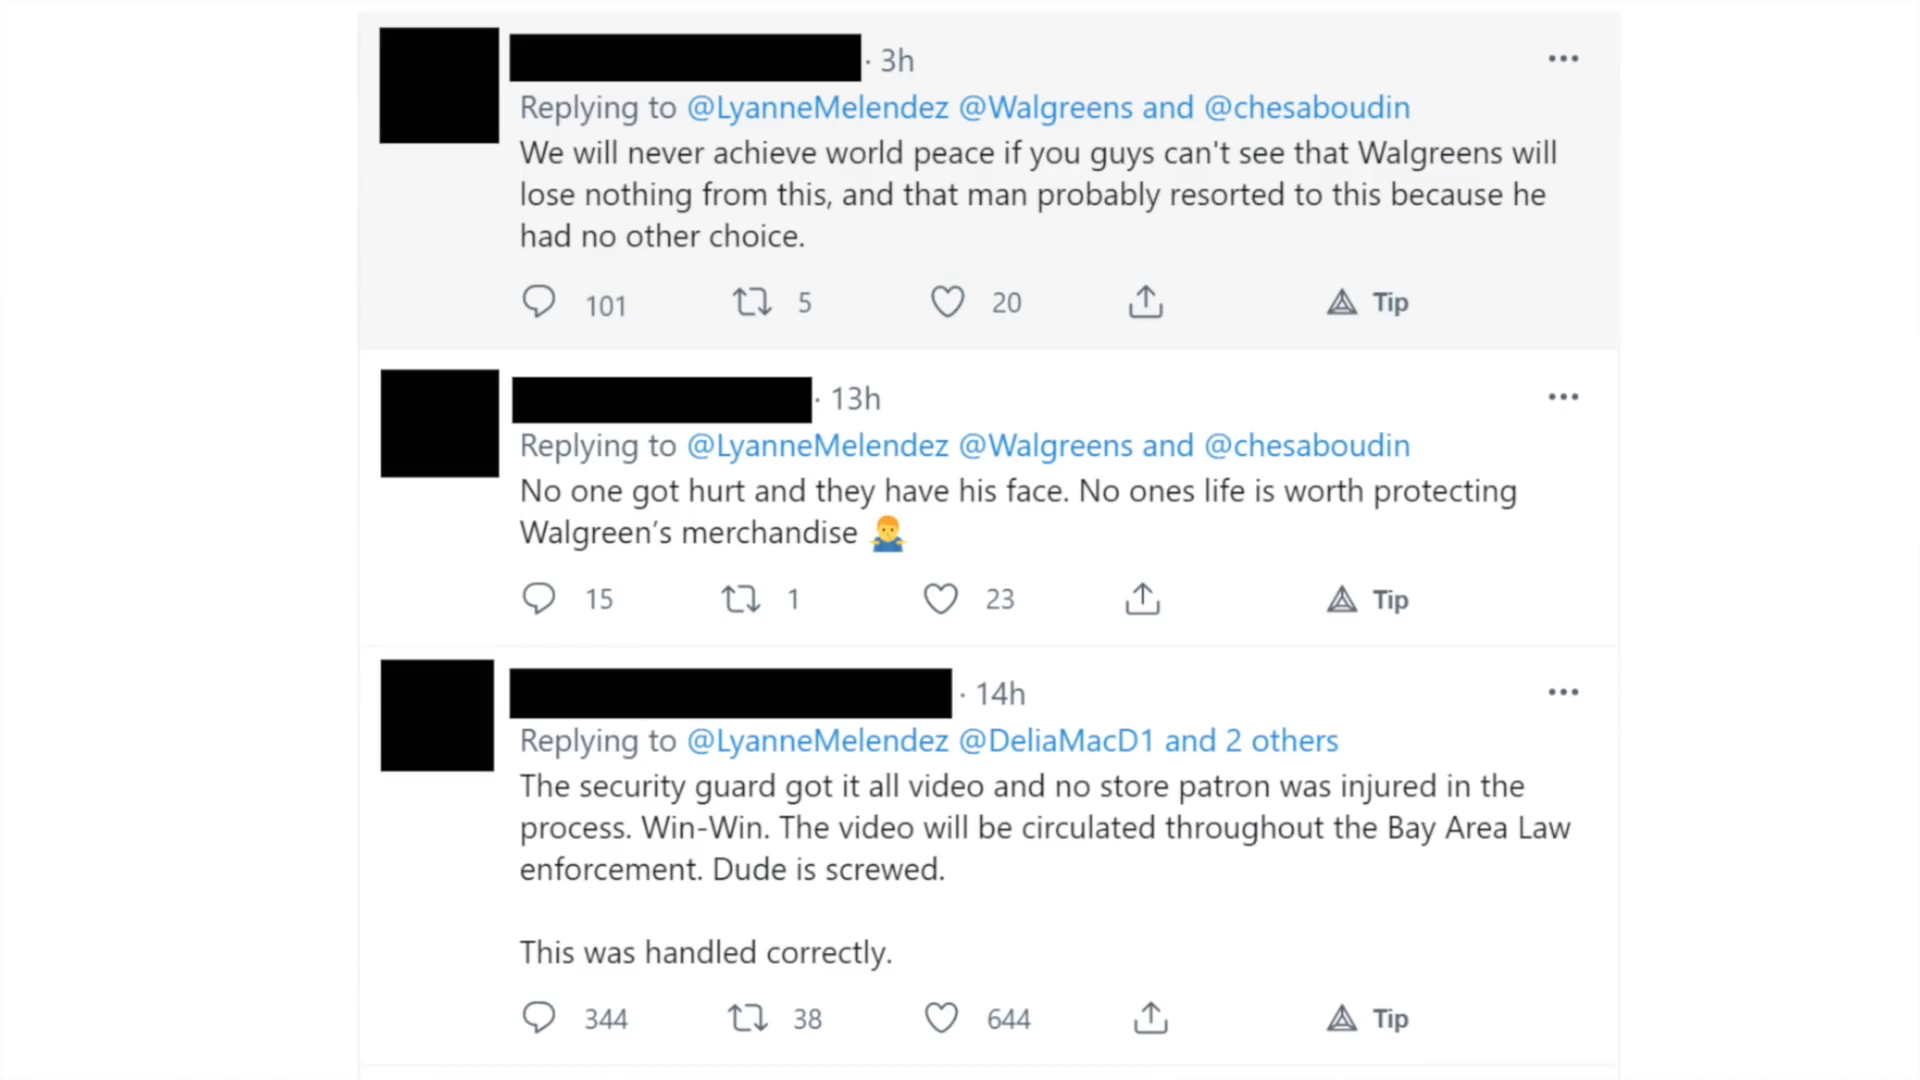 · 3h
Replying to @LyanneMelendez @Walgreens and @chesaboudin
We will never achieve world peace if you guys can't see that Walgreens will
lose nothing from this, and that man probably resorted to this because he
had no other choice.
101 5 20 Tip
· 13h
Replying to @LyanneMelendez @Walgreens and @chesaboudin
No one got hurt and they have his face. No ones life is worth protecting
Walgreen’s merchandise 🤷‍♂️
15 1 23 Tip
· 14h
Replying to @LyanneMelendez @DeliaMacD1 and 2 others
The security guard got it all video and no store patron was injured in the
process. Win-Win. The video will be circulated throughout the Bay Area Law
enforcement. Dude is screwed.
This was handled correctly.
344 38 644 Tip